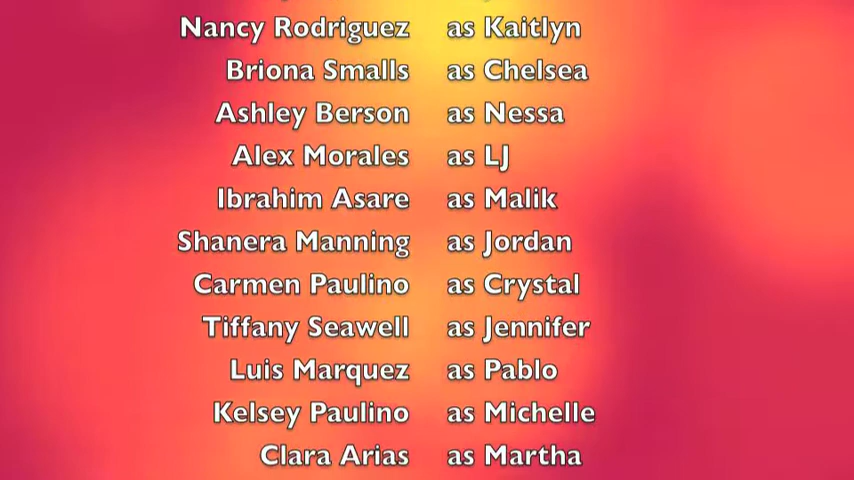 Nancy Rodriguez as Kaitlyn
Briona Smalls as Chelsea
Ashley Berson as Nessa
Alex Morales as LJ
Ibrahim Asare as Malik
Shanera Manning as Jordan
Carmen Paulino as Crystal
Tiffany Seawell as Jennifer
Luis Marquez as Pablo
Kelsey Paulino as Michelle
Clara Arias as Martha